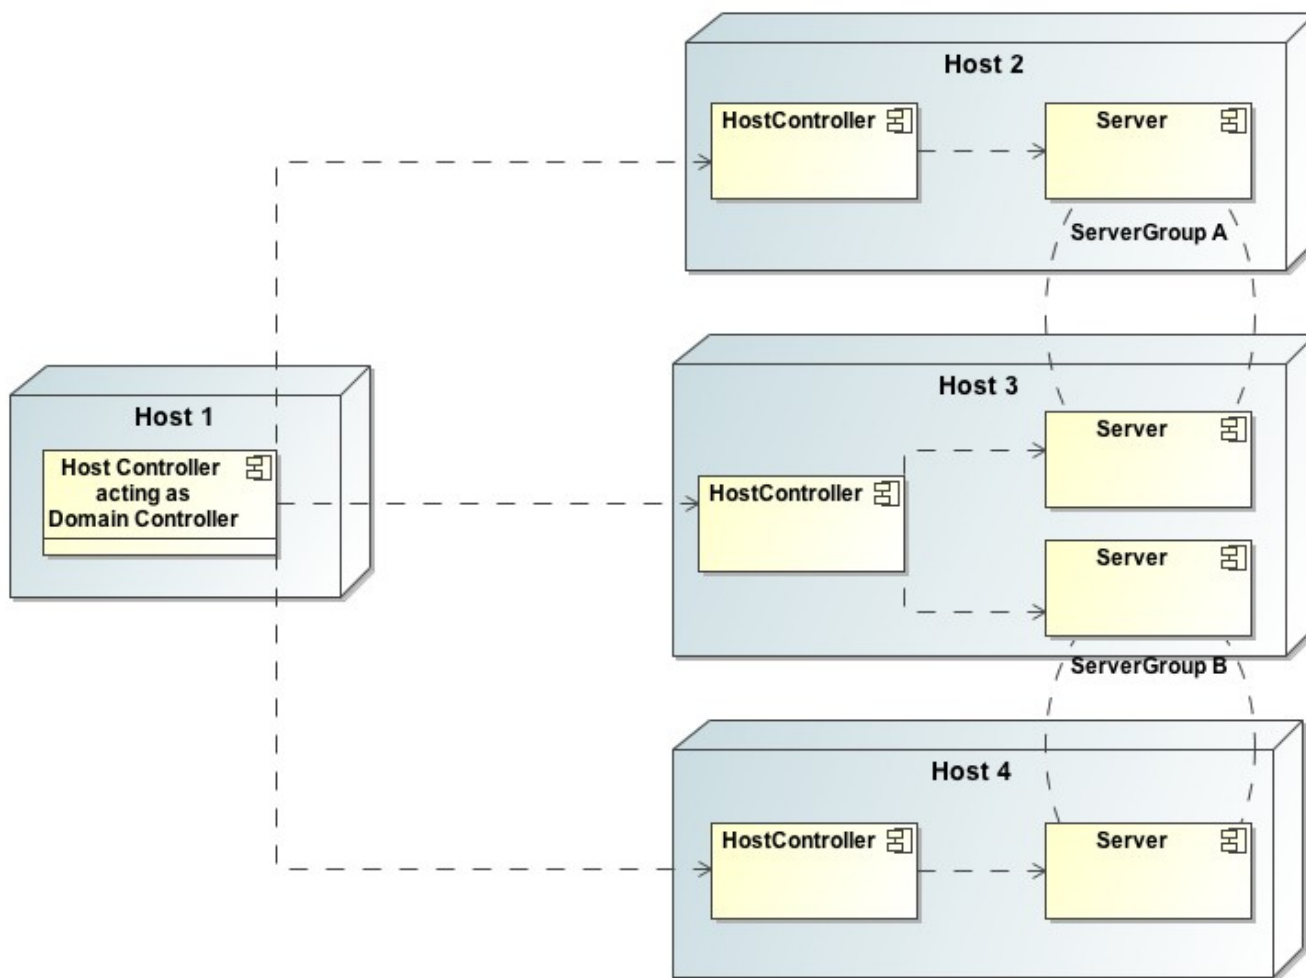 Host 2
HostController
Server
ServerGroup A
Host 1
Host Controller
acting as
Domain Controller
Host 3
Server
HostController
Server
ServerGroup B
Host 4
HostController
Server